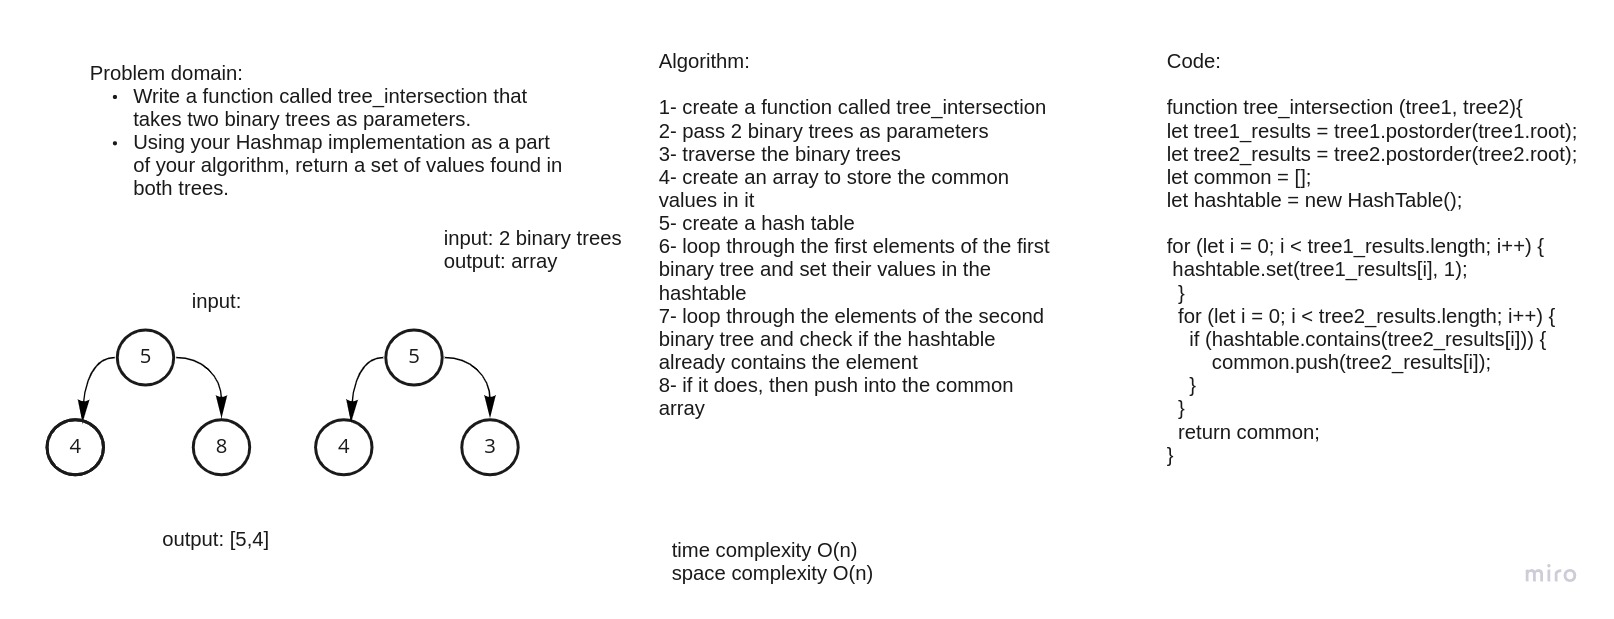 Problem domain:
• Write a function called tree_intersection that
takes two binary trees as parameters.
• Using your Hashmap implementation as a part
of your algorithm, return a set of values found in
both trees.
input: 2 binary trees
output: array
input:
5
4
8
5
4
3
output: [5,4]
Algorithm:
1- create a function called tree_intersection
2- pass 2 binary trees as parameters
3- traverse the binary trees
4- create an array to store the common
values in it
5- create a hash table
6- loop through the first elements of the first
binary tree and set their values in the
hashtable
7- loop through the elements of the second
binary tree and check if the hashtable
already contains the element
8- if it does, then push into the common
array
time complexity O(n)
space complexity O(n)
Code:
function tree_intersection (tree1, tree2){
let tree1_results = tree1.postorder(tree1.root);
let tree2_results = tree2.postorder(tree2.root);
let common = [];
let hashtable = new HashTable();
for (let i = 0; i < tree1_results.length; i++) {
hashtable.set(tree1_results[i], 1);
}
for (let i = 0; i < tree2_results.length; i++) {
if (hashtable.contains(tree2_results[i])) {
common.push(tree2_results[i]);
}
}
return common;
}
miro